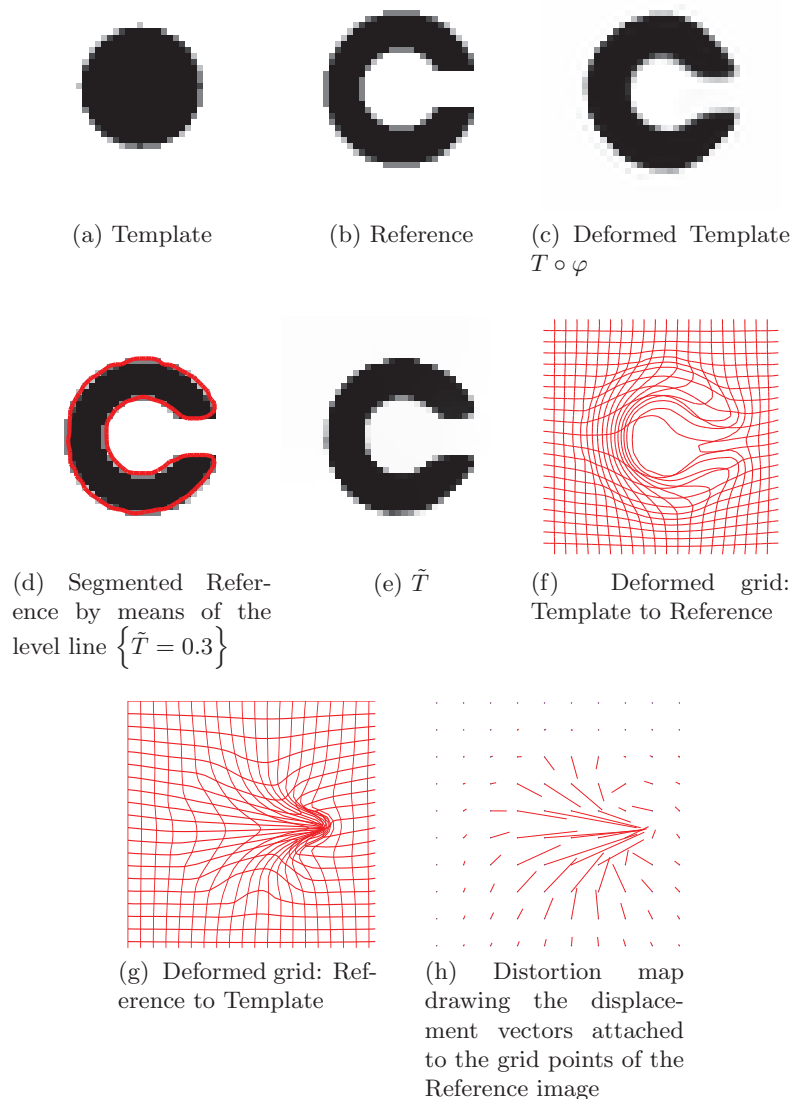 (a) Template
(b) Reference
(c) Deformed Template
T ∘ φ
(d) Segmented Refer-
ence by means of the
level line {T̃ = 0.3}
(e) T̃
(f) Deformed grid:
Template to Reference
(g) Deformed grid: Ref-
erence to Template
(h) Distortion map
drawing the displace-
ment vectors attached
to the grid points of the
Reference image